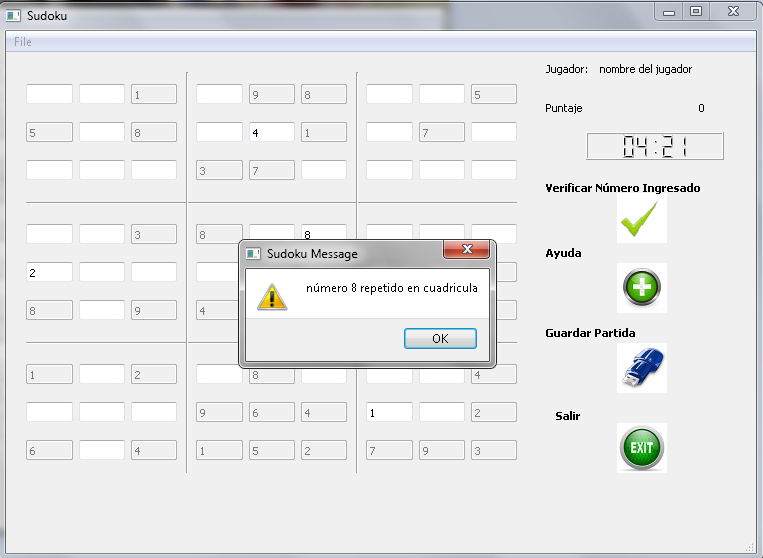 Sudoku
File
Jugador: nombre del jugador
1 9 8 5
Puntaje 0
5 8 4 1 7
04:21
3 7
Verificar Número Ingresado
3 8 8
Sudoku Message
Ayuda
2
número 8 repetido en cuadricula
8 9 4
Guardar Partida
OK
1 2 8 4
9 6 4 1 2
Salir
6 4 1 5 2 7 9 3
EXIT